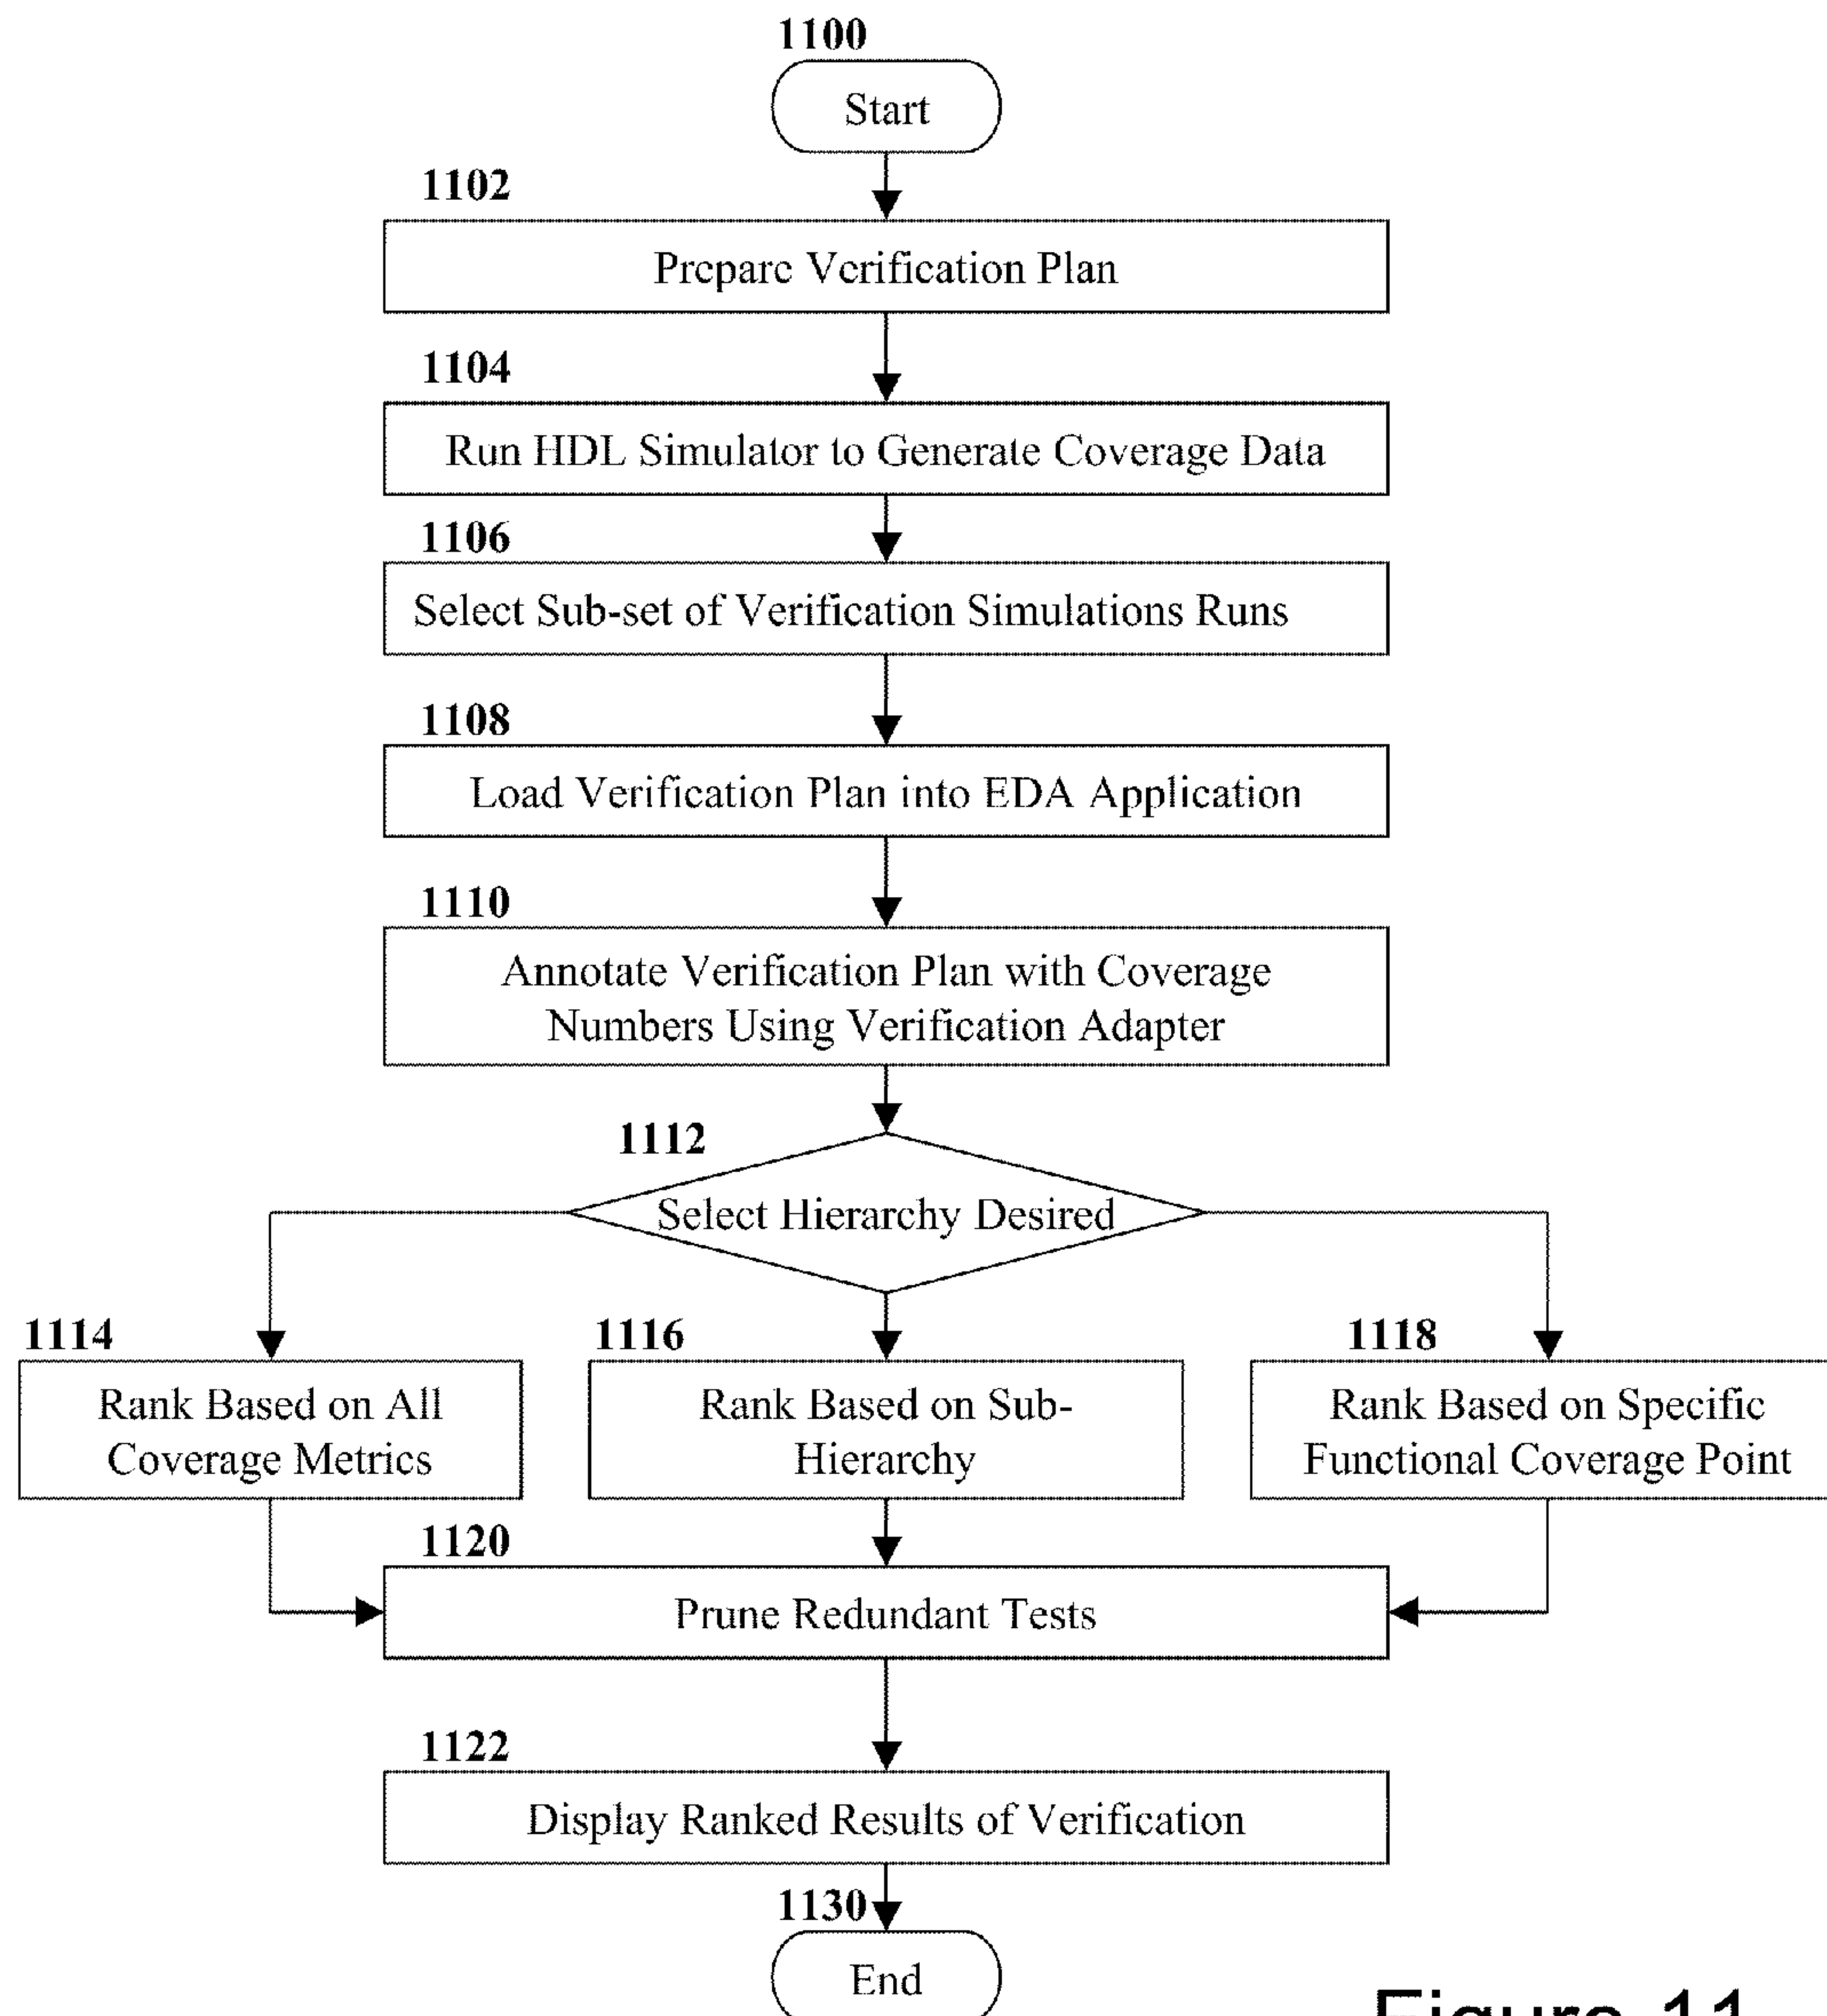 1100
Start
1102
Prepare Verification Plan
1104
Run HDL Simulator to Generate Coverage Data
1106
Select Sub-set of Verification Simulations Runs
1108
Load Verification Plan into EDA Application
1110
Annotate Verification Plan with Coverage
Numbers Using Verification Adapter
1112
Select Hierarchy Desired
1114
Rank Based on All
Coverage Metrics
1116
Rank Based on Sub-
Hierarchy
1118
Rank Based on Specific
Functional Coverage Point
1120
Prune Redundant Tests
1122
Display Ranked Results of Verification
1130
End
Figure 11